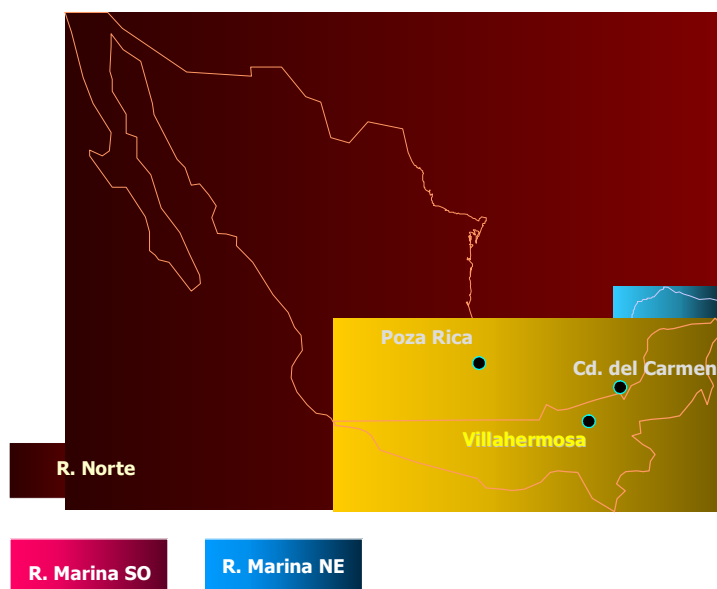 Poza Rica
Cd. del Carmen
Villahermosa
R. Norte
R. Marina SO
R. Marina NE